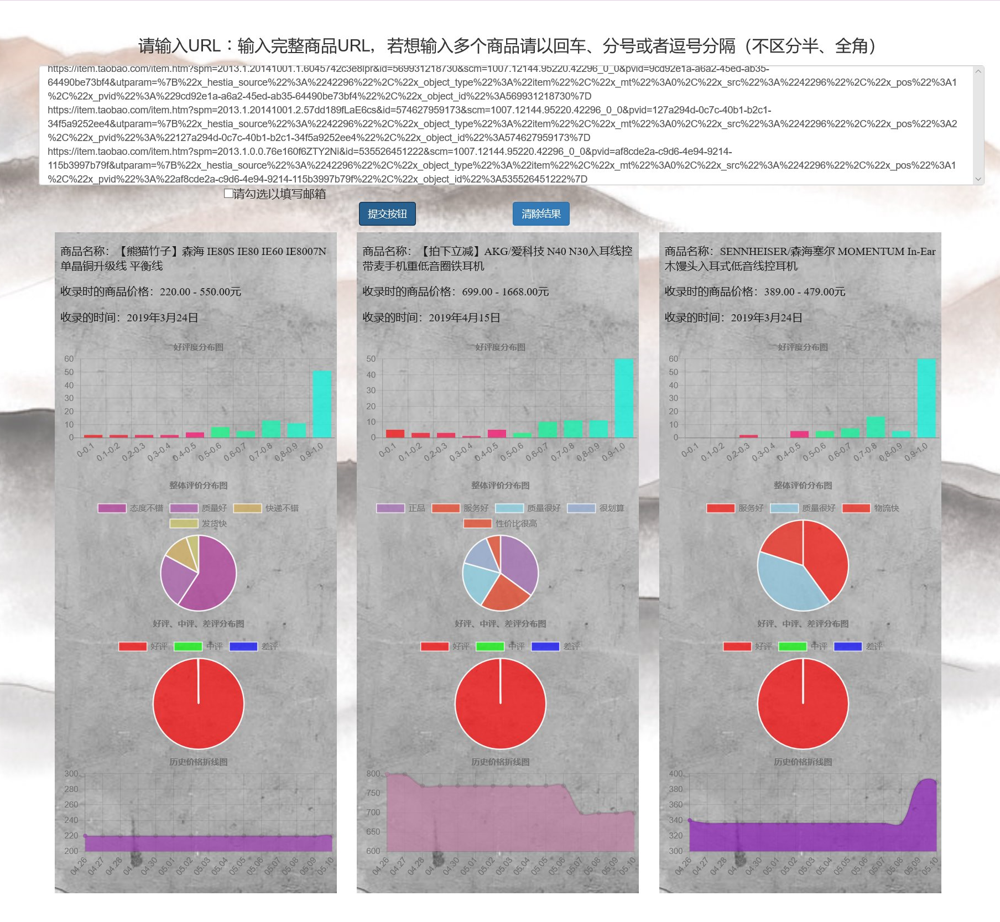 请输入URL：输入完整商品URL，若想输入多个商品请以回车、分号或者逗号分隔（不区分半、全角）
https://item.taobao.com/item.htm?spm=2013.1.20141001.1.6045742c3e8lpr&id=569931218730&scm=1007.12144.95220.42296_0_0&pvid=9cd92e1a-a6a2-45ed-ab35-
64490be73bf4&utparam=%7B%22x_hestia_source%22%3A%2242296%22%2C%22x_object_type%22%3A%22item%22%2C%22x_mt%22%3A0%2C%22x_src%22%3A%2242296%22%2C%22x_pos%22%3A1
%2C%22x_pvid%22%3A%229cd92e1a-a6a2-45ed-ab35-64490be73bf4%22%2C%22x_object_id%22%3A569931218730%7D
https://item.taobao.com/item.htm?spm=2013.1.20141001.2.57dd189fLaE6cs&id=574627959173&scm=1007.12144.95220.42296_0_0&pvid=127a294d-0c7c-40b1-b2c1-
34f5a9252ee4&utparam=%7B%22x_hestia_source%22%3A%2242296%22%2C%22x_object_type%22%3A%22item%22%2C%22x_mt%22%3A0%2C%22x_src%22%3A%2242296%22%2C%22x_pos%22%3A2
%2C%22x_pvid%22%3A%22127a294d-0c7c-40b1-b2c1-34f5a9252ee4%22%2C%22x_object_id%22%3A574627959173%7D
https://item.taobao.com/item.htm?spm=2013.1.0.0.76e160f6ZTY2Ni&id=535526451222&scm=1007.12144.95220.42296_0_0&pvid=af8cde2a-c9d6-4e94-9214-
115b3997b79f&utparam=%7B%22x_hestia_source%22%3A%2242296%22%2C%22x_object_type%22%3A%22item%22%2C%22x_mt%22%3A0%2C%22x_src%22%3A%2242296%22%2C%22x_pos%22%3A1
%2C%22x_pvid%22%3A%22af8cde2a-c9d6-4e94-9214-115b3997b79f%22%2C%22x_object_id%22%3A535526451222%7D
请勾选以填写邮箱
提交按钮 清除结果
商品名称：【熊猫竹子】森海 IE80S IE80 IE60 IE8007N
单晶铜升级线 平衡线
收录时的商品价格：220.00 - 550.00元
收录的时间：2019年3月24日
好评度分布图
60
50
40
30
20
10
0
0-0.1 0.1-0.2 0.2-0.3 0.3-0.4 0.4-0.5 0.5-0.6 0.6-0.7 0.7-0.8 0.8-0.9 0.9-1.0
整体评价分布图
态度不错 质量好 快递不错
发货快
好评、中评、差评分布图
好评 中评 差评
历史价格折线图
300
280
260
240
220
200
04.26 04.27 04.28 04.30 05.01 05.02 05.03 05.04 05.05 05.06 05.07 05.08 05.09 05.10
商品名称：【拍下立减】AKG/爱科技 N40 N30入耳线控
带麦手机重低音圈铁耳机
收录时的商品价格：699.00 - 1668.00元
收录的时间：2019年4月15日
好评度分布图
50
40
30
20
10
0
0-0.1 0.1-0.2 0.2-0.3 0.3-0.4 0.4-0.5 0.5-0.6 0.6-0.7 0.7-0.8 0.8-0.9 0.9-1.0
整体评价分布图
正品 服务好 质量很好 很划算
性价比很高
好评、中评、差评分布图
好评 中评 差评
历史价格折线图
800
750
700
650
600
04.26 04.27 04.28 04.30 05.01 05.02 05.03 05.04 05.05 05.06 05.07 05.08 05.09 05.10
商品名称：SENNHEISER/森海塞尔 MOMENTUM In-Ear
木馒头入耳式低音线控耳机
收录时的商品价格：389.00 - 479.00元
收录的时间：2019年3月24日
好评度分布图
60
50
40
30
20
10
0
0-0.1 0.1-0.2 0.2-0.3 0.3-0.4 0.4-0.5 0.5-0.6 0.6-0.7 0.7-0.8 0.8-0.9 0.9-1.0
整体评价分布图
服务好 质量很好 物流快
好评、中评、差评分布图
好评 中评 差评
历史价格折线图
400
380
360
340
320
300
04.26 04.27 04.28 04.30 05.01 05.02 05.03 05.04 05.05 05.06 05.07 05.08 05.09 05.10